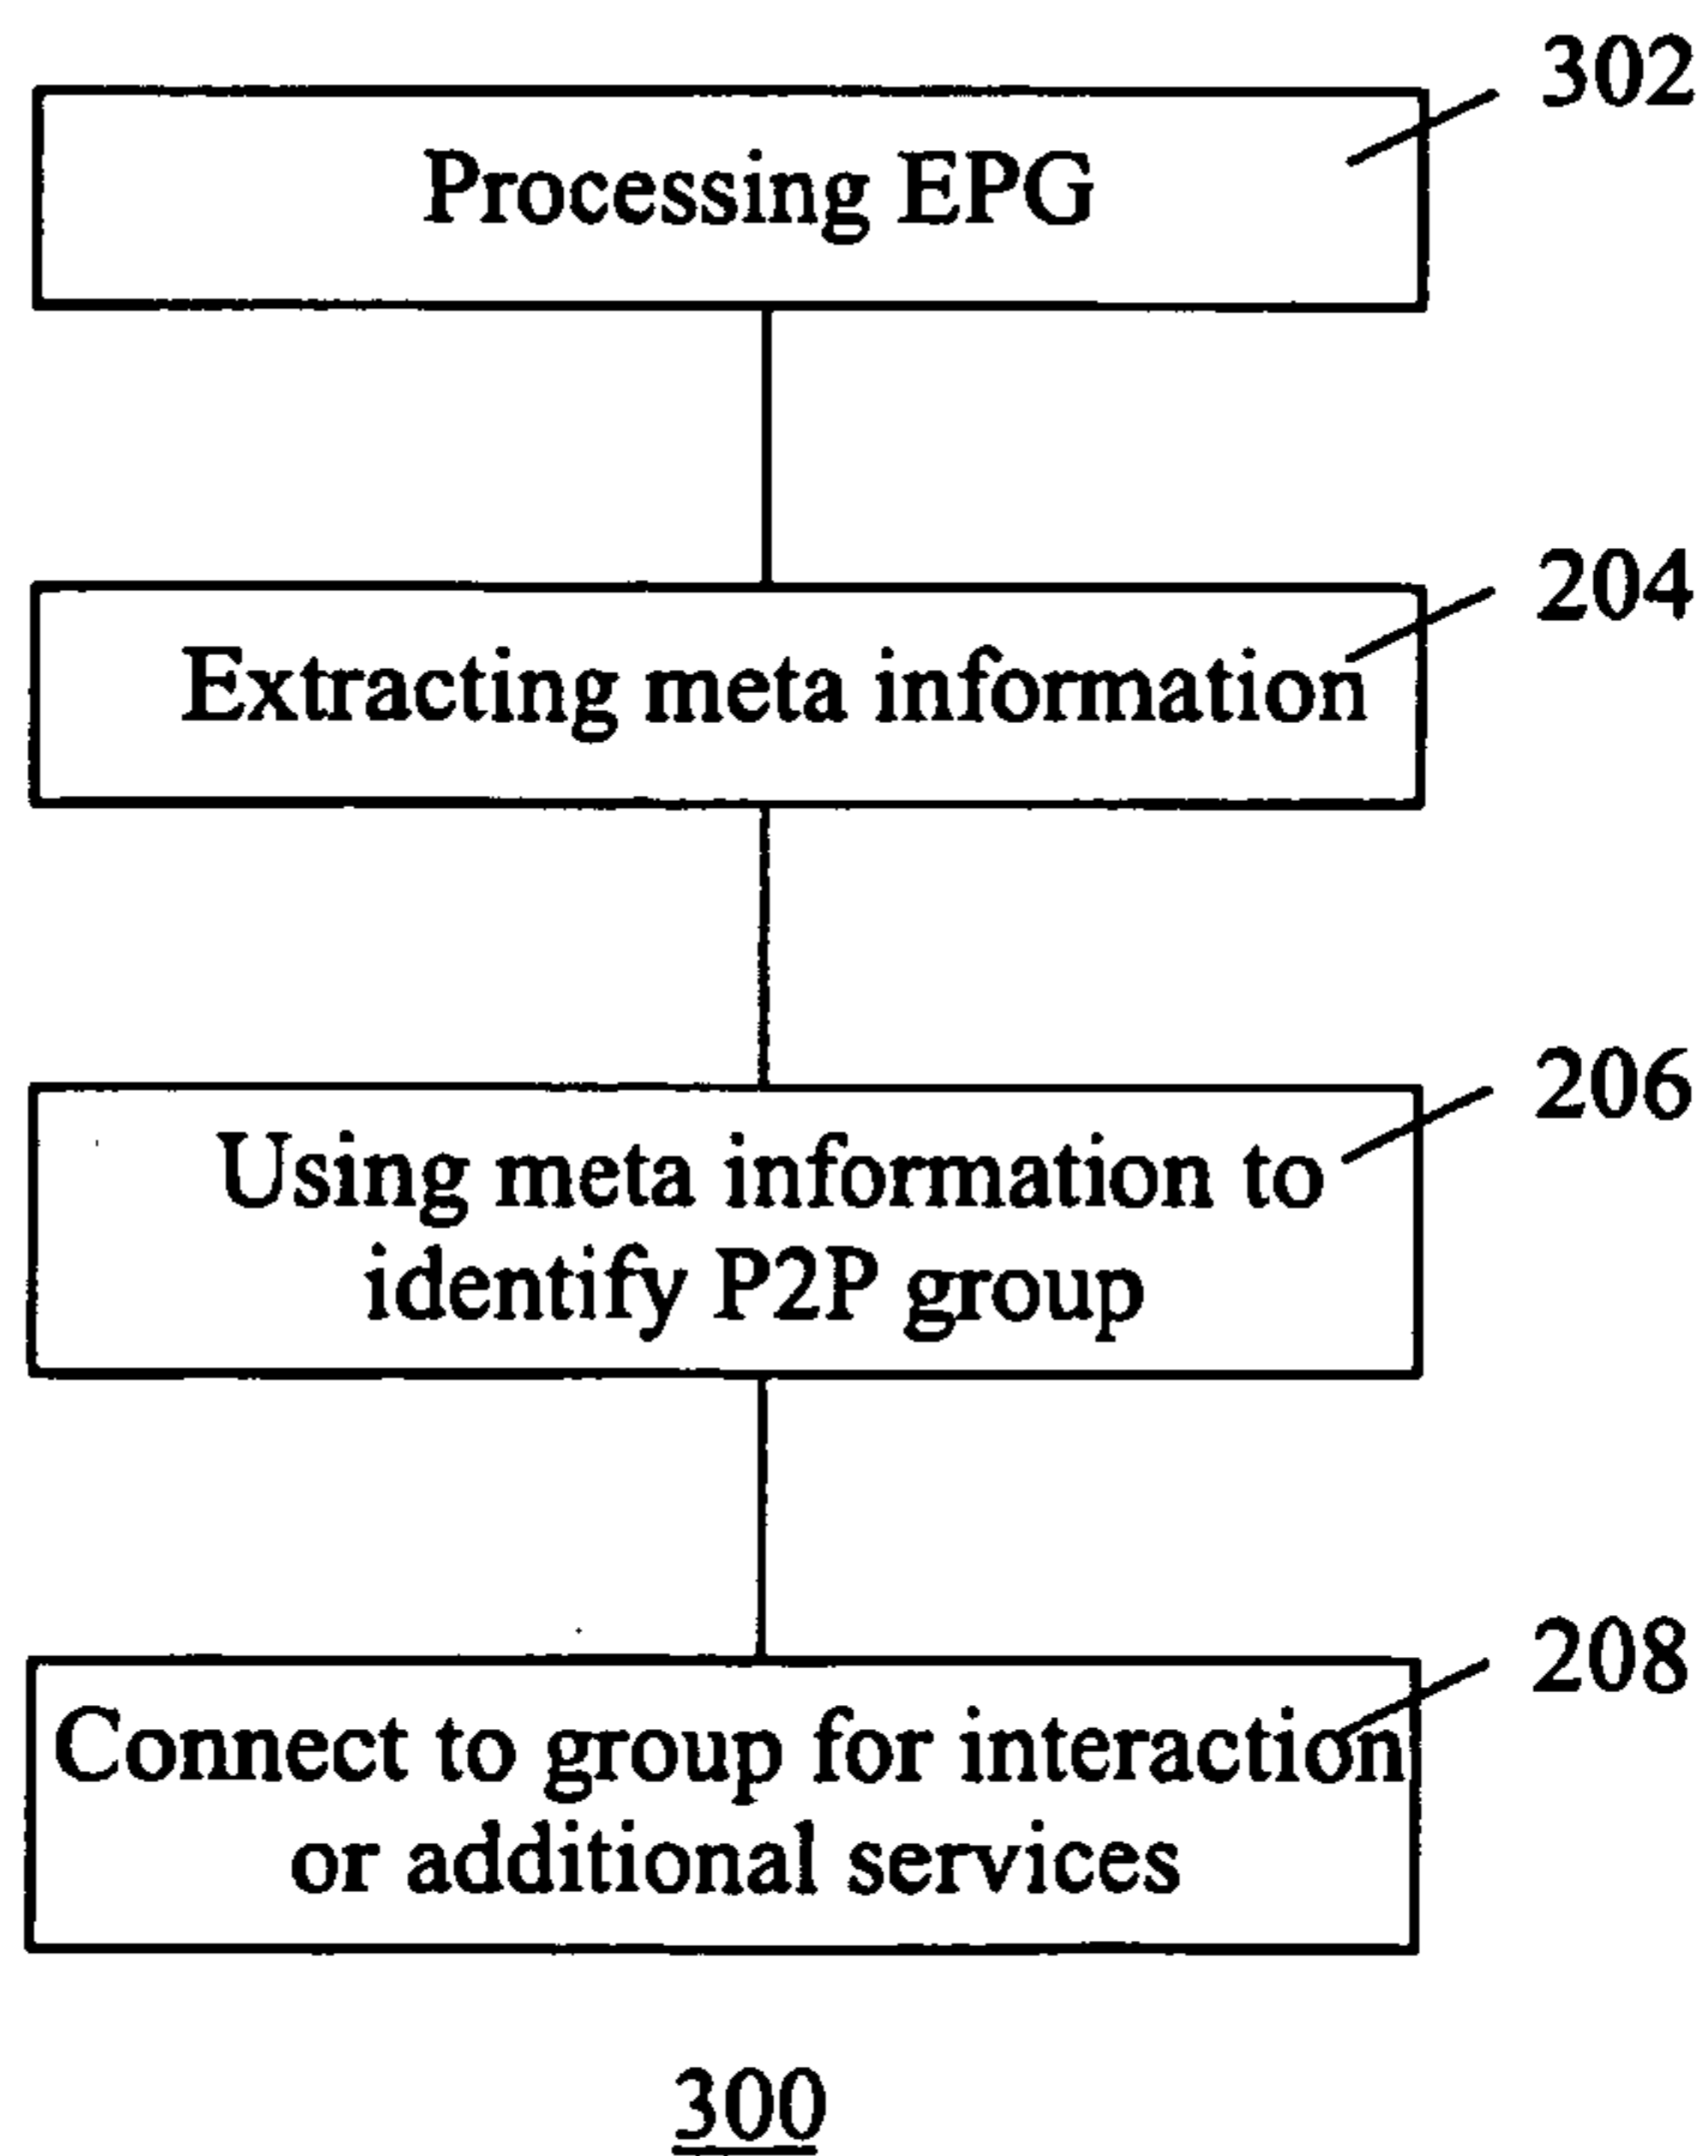 302
Processing EPG
204
Extracting meta information
206
Using meta information to
identify P2P group
208
Connect to group for interaction
or additional services
300